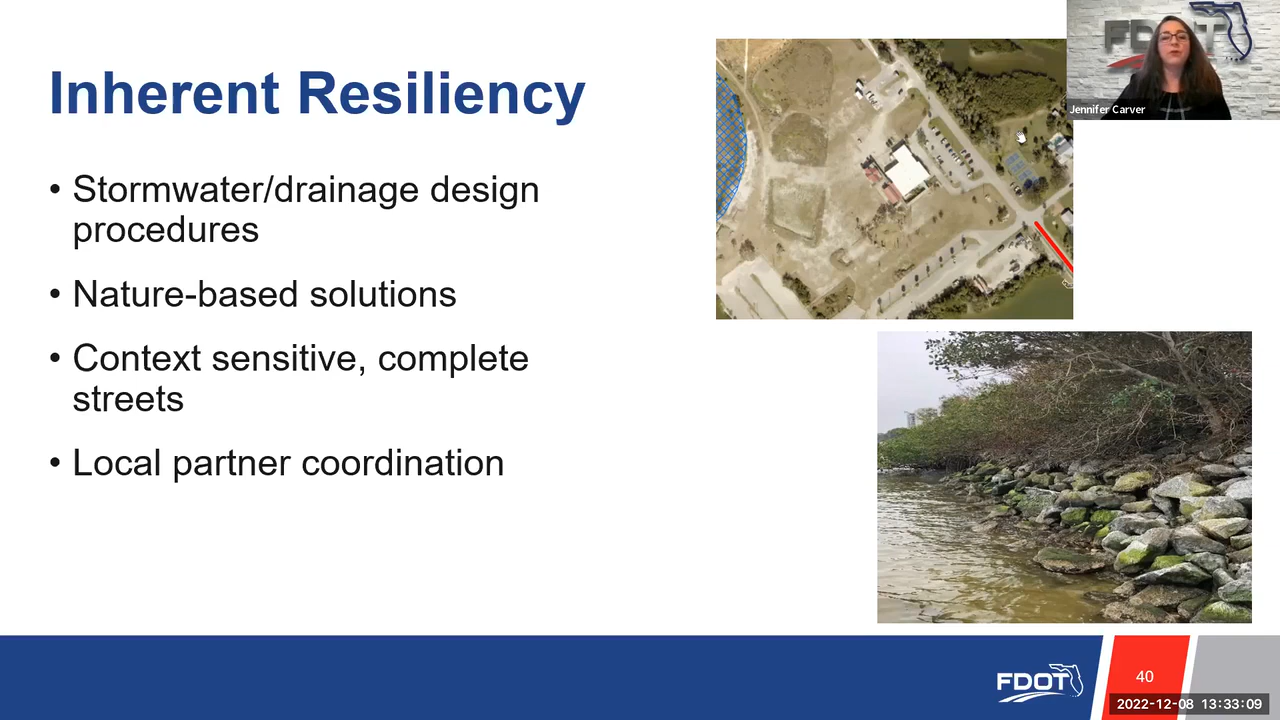 Inherent Resiliency
• Stormwater/drainage design
procedures
• Nature-based solutions
• Context sensitive, complete
streets
• Local partner coordination
FDOT
Jennifer Carver
FDOT
40
2022-12-08 13:33:09